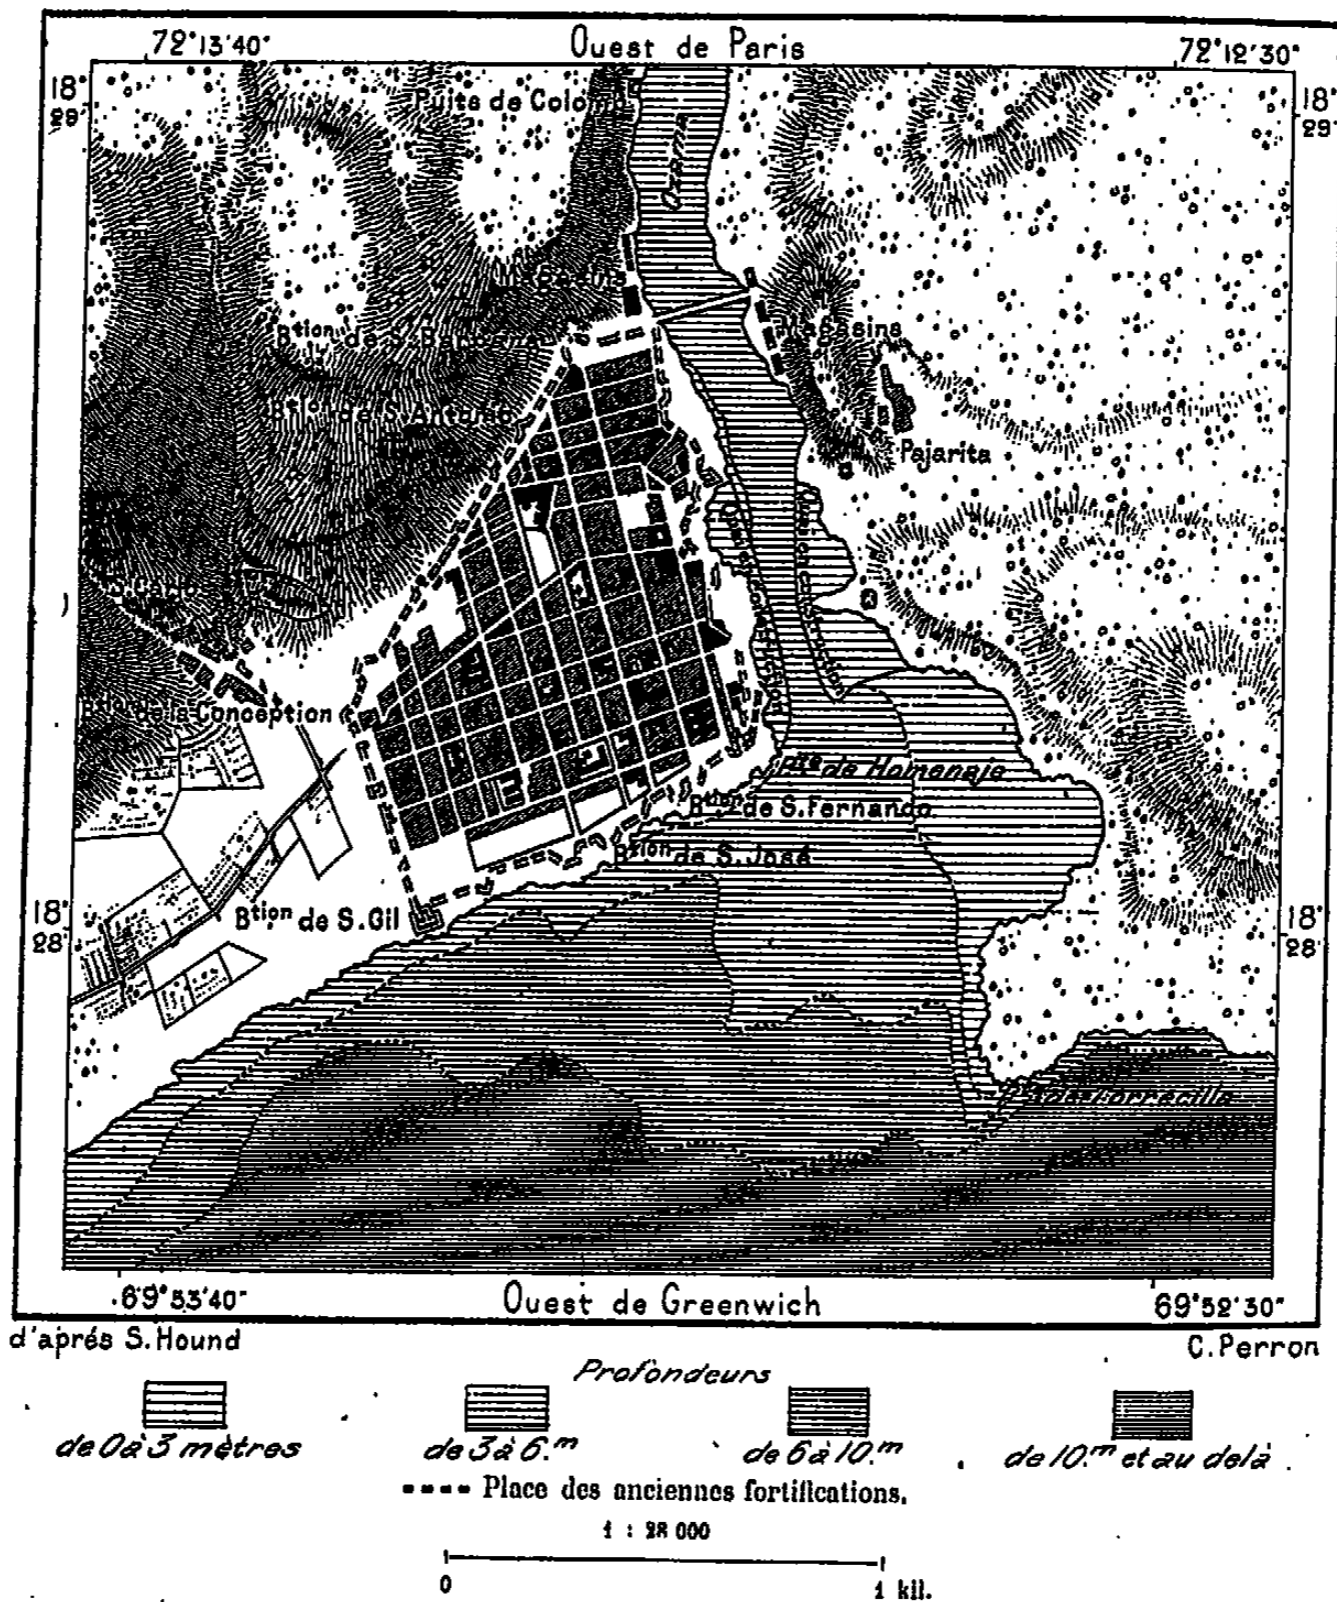 72°13'40"
Ouest de Paris
72°12'30"
18°
29'
18°
29'
Puits de Colomb
Ozama
Magasins
Magasins
Btion de S. Antonio
Pajarita
Btion de la Conception
Pte de Homenaje
Btion de S. Fernando
Btion de S. José
Btion de S. Gil
18°
28'
18°
28'
69°53'40"
Ouest de Greenwich
69°52'30"
d'aprés S. Hound
C. Perron
Profondeurs
de 0 à 3 mètres
de 3 à 6.m
de 6 à 10.m
de 10.m et au delà
Place des anciennes fortifications.
1 : 28 000
0
1 kil.